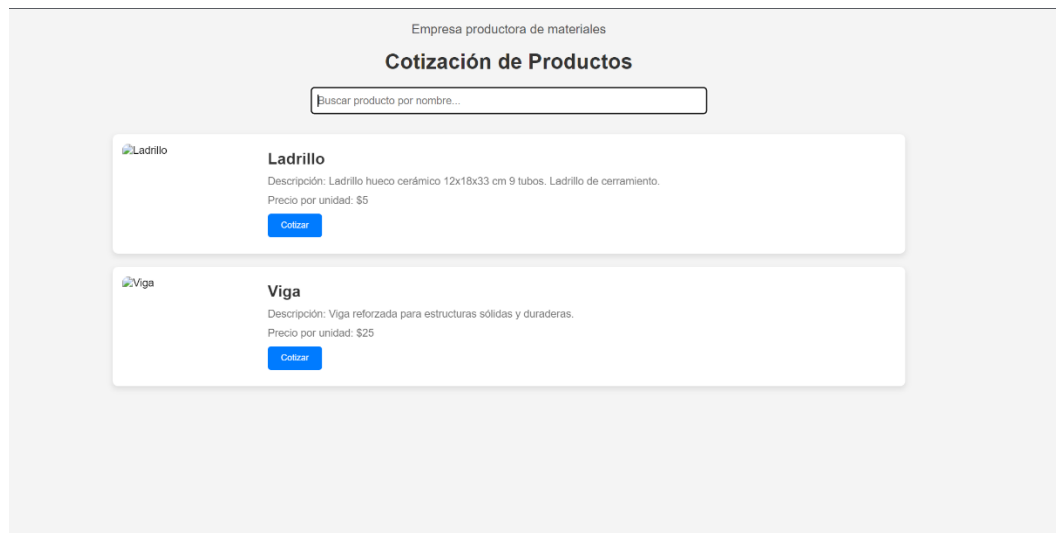 Empresa productora de materiales
Cotización de Productos
Buscar producto por nombre...
Ladrillo
Ladrillo
Descripción: Ladrillo hueco cerámico 12x18x33 cm 9 tubos. Ladrillo de cerramiento.
Precio por unidad: $5
Cotizar
Viga
Viga
Descripción: Viga reforzada para estructuras sólidas y duraderas.
Precio por unidad: $25
Cotizar